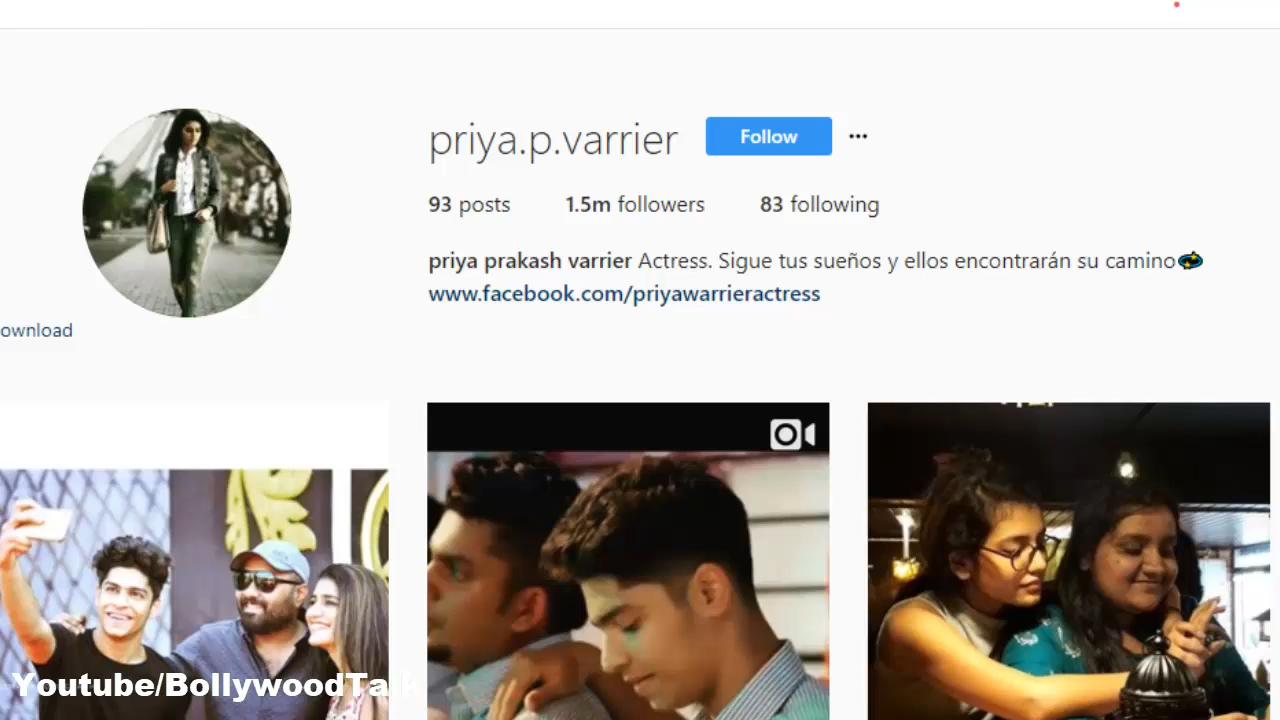 priya.p.varrier Follow ···
93 posts 1.5m followers 83 following
priya prakash varrier Actress. Sigue tus sueños y ellos encontrarán su camino💫
www.facebook.com/priyawarrieractress
ownload
Youtube/BollywoodTalk